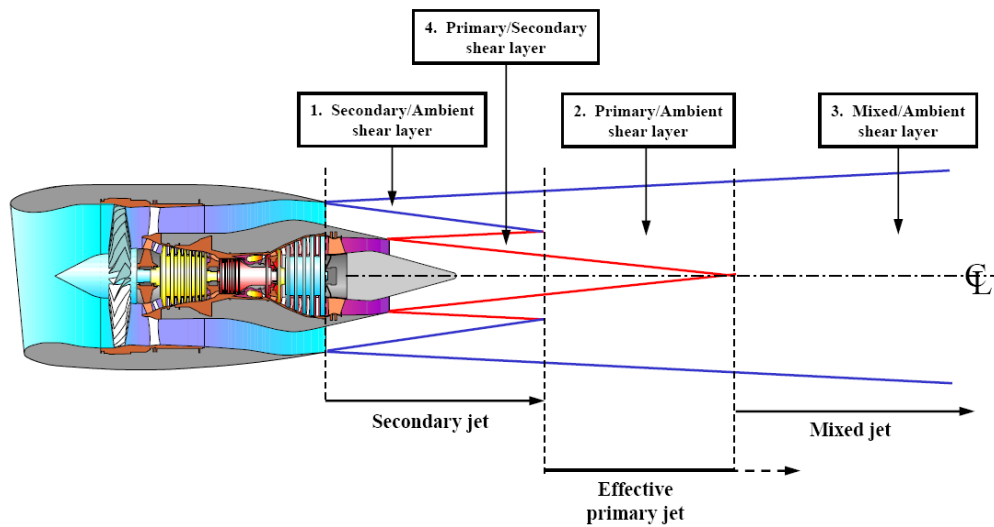 4. Primary/Secondary
shear layer
1. Secondary/Ambient
shear layer
2. Primary/Ambient
shear layer
3. Mixed/Ambient
shear layer
℄
Secondary jet
Mixed jet
Effective
primary jet